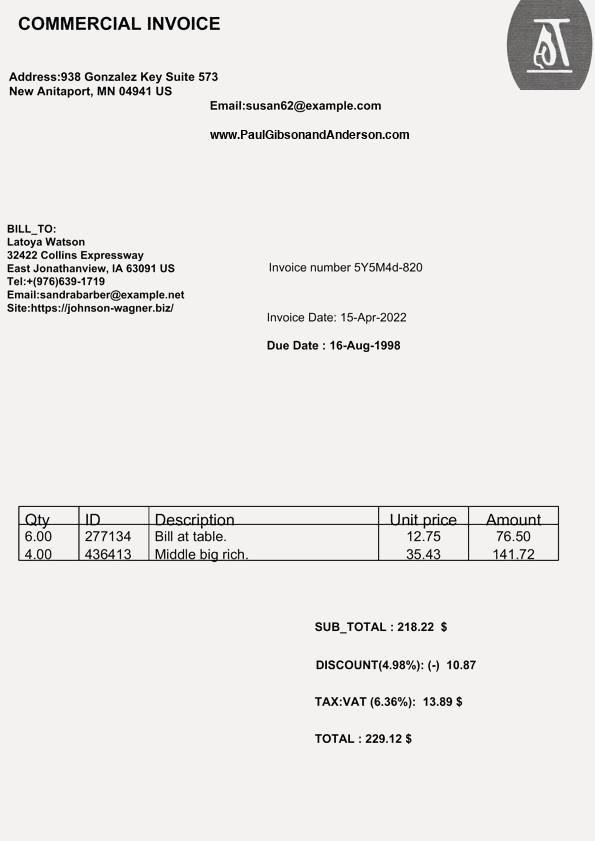 COMMERCIAL INVOICE
Address:938 Gonzalez Key Suite 573
New Anitaport, MN 04941 US
Email:susan62@example.com
www.PaulGibsonandAnderson.com
BILL_TO:
Latoya Watson
32422 Collins Expressway
East Jonathanview, IA 63091 US
Tel:+(976)639-1719
Email:sandrabarber@example.net
Site:https://johnson-wagner.biz/
Invoice number 5Y5M4d-820
Invoice Date: 15-Apr-2022
Due Date : 16-Aug-1998
Qty ID Description Unit price Amount
6.00 277134 Bill at table. 12.75 76.50
4.00 436413 Middle big rich. 35.43 141.72
SUB_TOTAL : 218.22 $
DISCOUNT(4.98%): (-) 10.87
TAX:VAT (6.36%): 13.89 $
TOTAL : 229.12 $